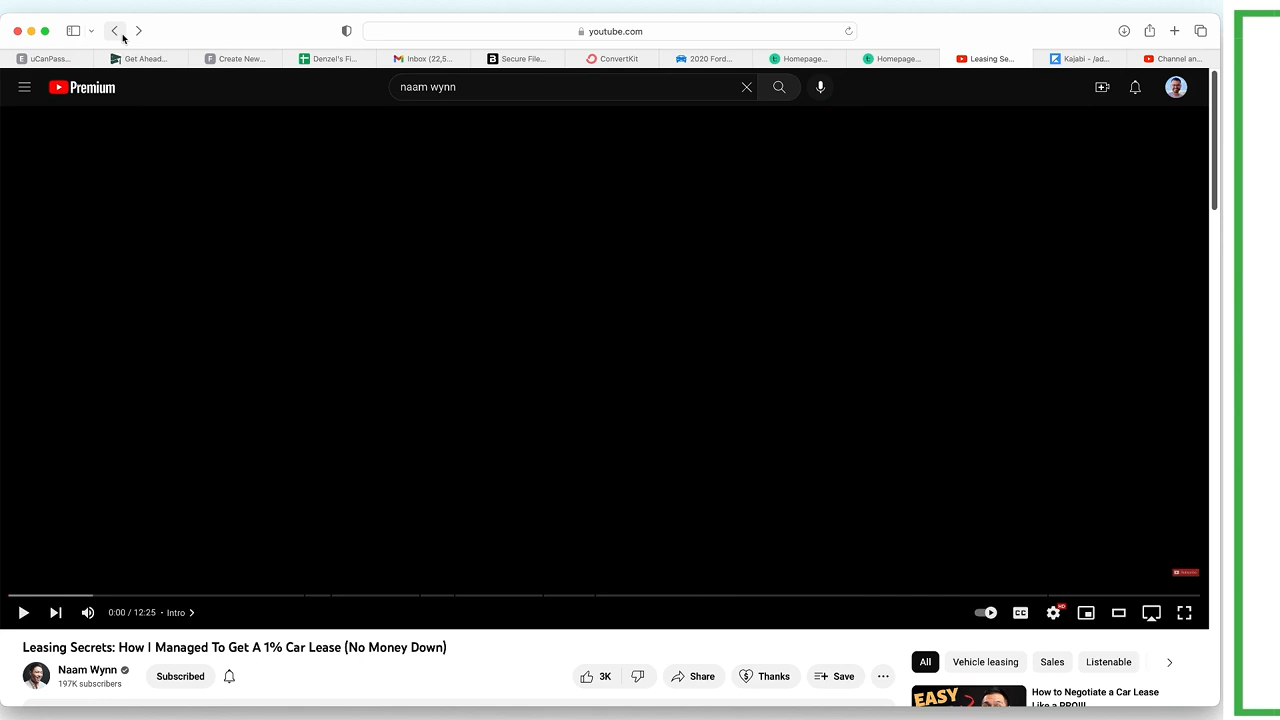 youtube.com
uCanPass...
Get Ahead...
Create New...
Denzel's Fi...
Inbox (22,5...
Secure File...
ConvertKit
2020 Ford...
Homepage...
Homepage...
Leasing Se...
Kajabi - /ad...
Channel an...
Premium
naam wynn
0:00 / 12:25 • Intro
HD
Leasing Secrets: How I Managed To Get A 1% Car Lease (No Money Down)
Naam Wynn
197K subscribers
Subscribed
3K
Share
Thanks
Save
All
Vehicle leasing
Sales
Listenable
EASY
How to Negotiate a Car Lease
Like a PRO!!!